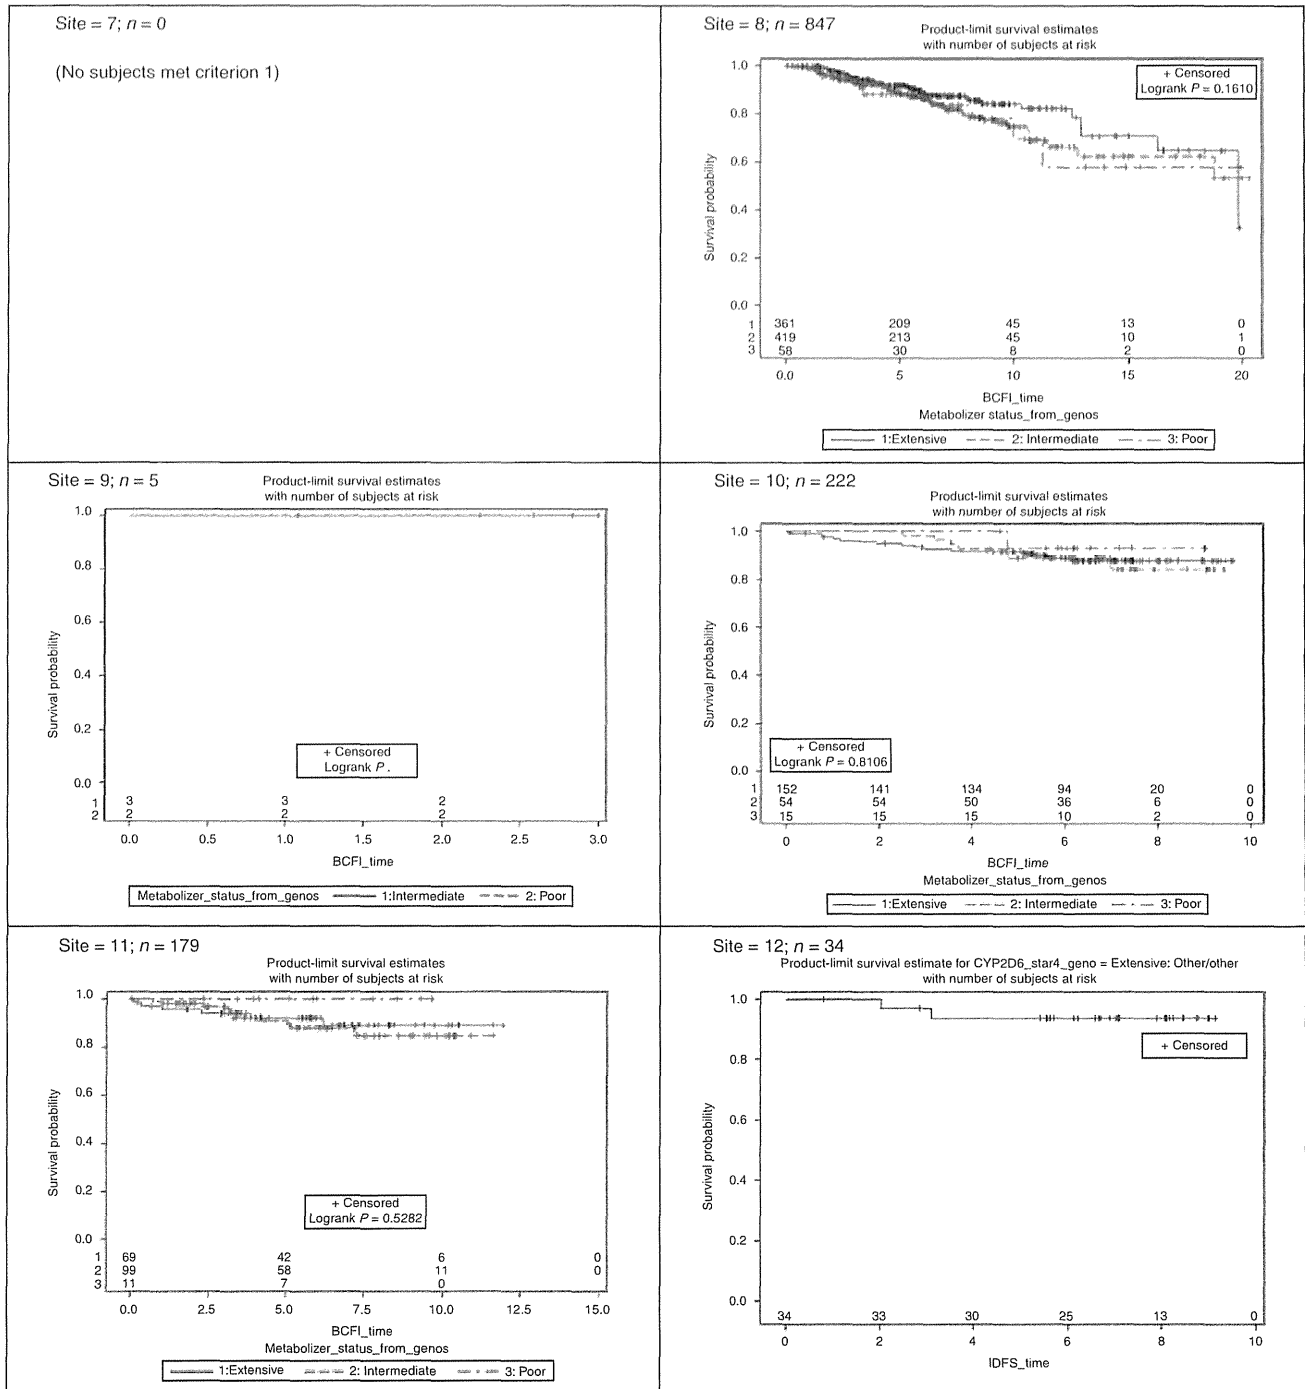 Site = 7; n = 0
(No subjects met criterion 1)
Site = 8; n = 847
Product-limit survival estimates
with number of subjects at risk
+ Censored
Logrank P = 0.1610
Survival probability
1.0
0.8
0.6
0.4
0.2
0.0
1 361 209 45 13 0
2 419 213 45 10 1
3 58 30 8 2 0
0.0 5 10 15 20
BCFI_time
Metabolizer status_from_genos
1:Extensive 2: Intermediate 3: Poor
Site = 9; n = 5
Product-limit survival estimates
with number of subjects at risk
Survival probability
1.0
0.8
0.6
0.4
0.2
0.0
+ Censored
Logrank P .
1 3 3 2
2 2 2 2
0.0 0.5 1.0 1.5 2.0 2.5 3.0
BCFI_time
Metabolizer_status_from_genos 1:Intermediate 2: Poor
Site = 10; n = 222
Product-limit survival estimates
with number of subjects at risk
Survival probability
1.0
0.8
0.6
0.4
0.2
0.0
+ Censored
Logrank P = 0.8106
1 152 141 134 94 20 0
2 54 54 50 36 6 0
3 15 15 15 10 2 0
0 2 4 6 8 10
BCFI_time
Metabolizer_status_from_genos
1:Extensive 2: Intermediate 3: Poor
Site = 11; n = 179
Product-limit survival estimates
with number of subjects at risk
Survival probability
1.0
0.8
0.6
0.4
0.2
0.0
+ Censored
Logrank P = 0.5282
1 69 42 6 0
2 99 58 11 0
3 11 7 0
0.0 2.5 5.0 7.5 10.0 12.5 15.0
BCFI_time
Metabolizer_status_from_genos
1:Extensive 2: Intermediate 3: Poor
Site = 12; n = 34
Product-limit survival estimate for CYP2D6_star4_geno = Extensive: Other/other
with number of subjects at risk
+ Censored
Survival probability
1.0
0.8
0.6
0.4
0.2
0.0
34 33 30 25 13 0
0 2 4 6 8 10
IDFS_time